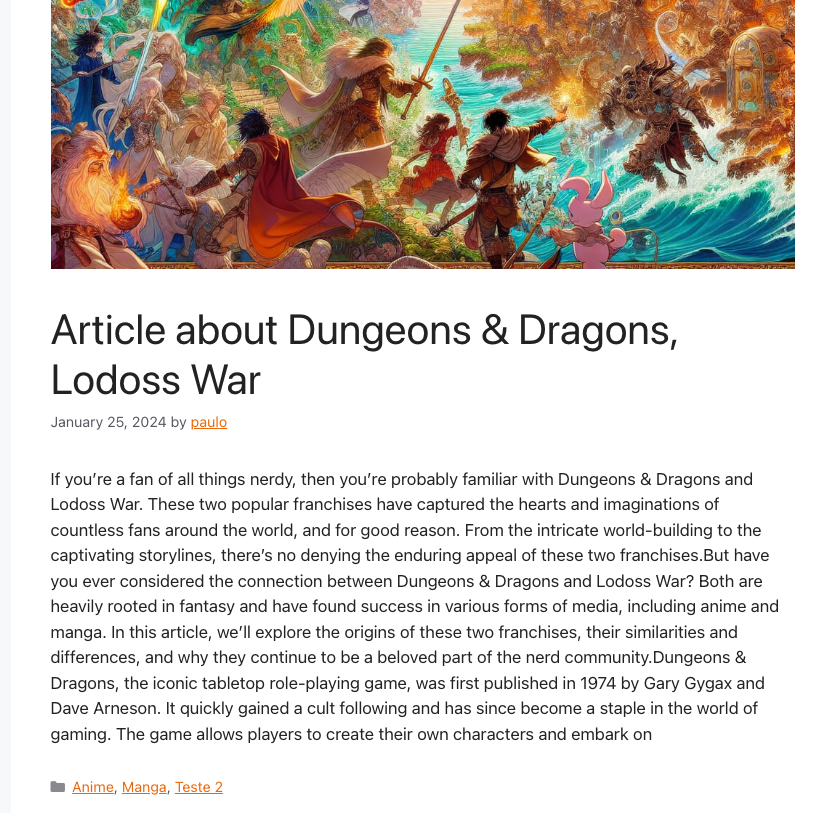 Article about Dungeons & Dragons,
Lodoss War
January 25, 2024 by paulo
If you’re a fan of all things nerdy, then you’re probably familiar with Dungeons & Dragons and
Lodoss War. These two popular franchises have captured the hearts and imaginations of
countless fans around the world, and for good reason. From the intricate world-building to the
captivating storylines, there’s no denying the enduring appeal of these two franchises.But have
you ever considered the connection between Dungeons & Dragons and Lodoss War? Both are
heavily rooted in fantasy and have found success in various forms of media, including anime and
manga. In this article, we’ll explore the origins of these two franchises, their similarities and
differences, and why they continue to be a beloved part of the nerd community.Dungeons &
Dragons, the iconic tabletop role-playing game, was first published in 1974 by Gary Gygax and
Dave Arneson. It quickly gained a cult following and has since become a staple in the world of
gaming. The game allows players to create their own characters and embark on
Anime, Manga, Teste 2